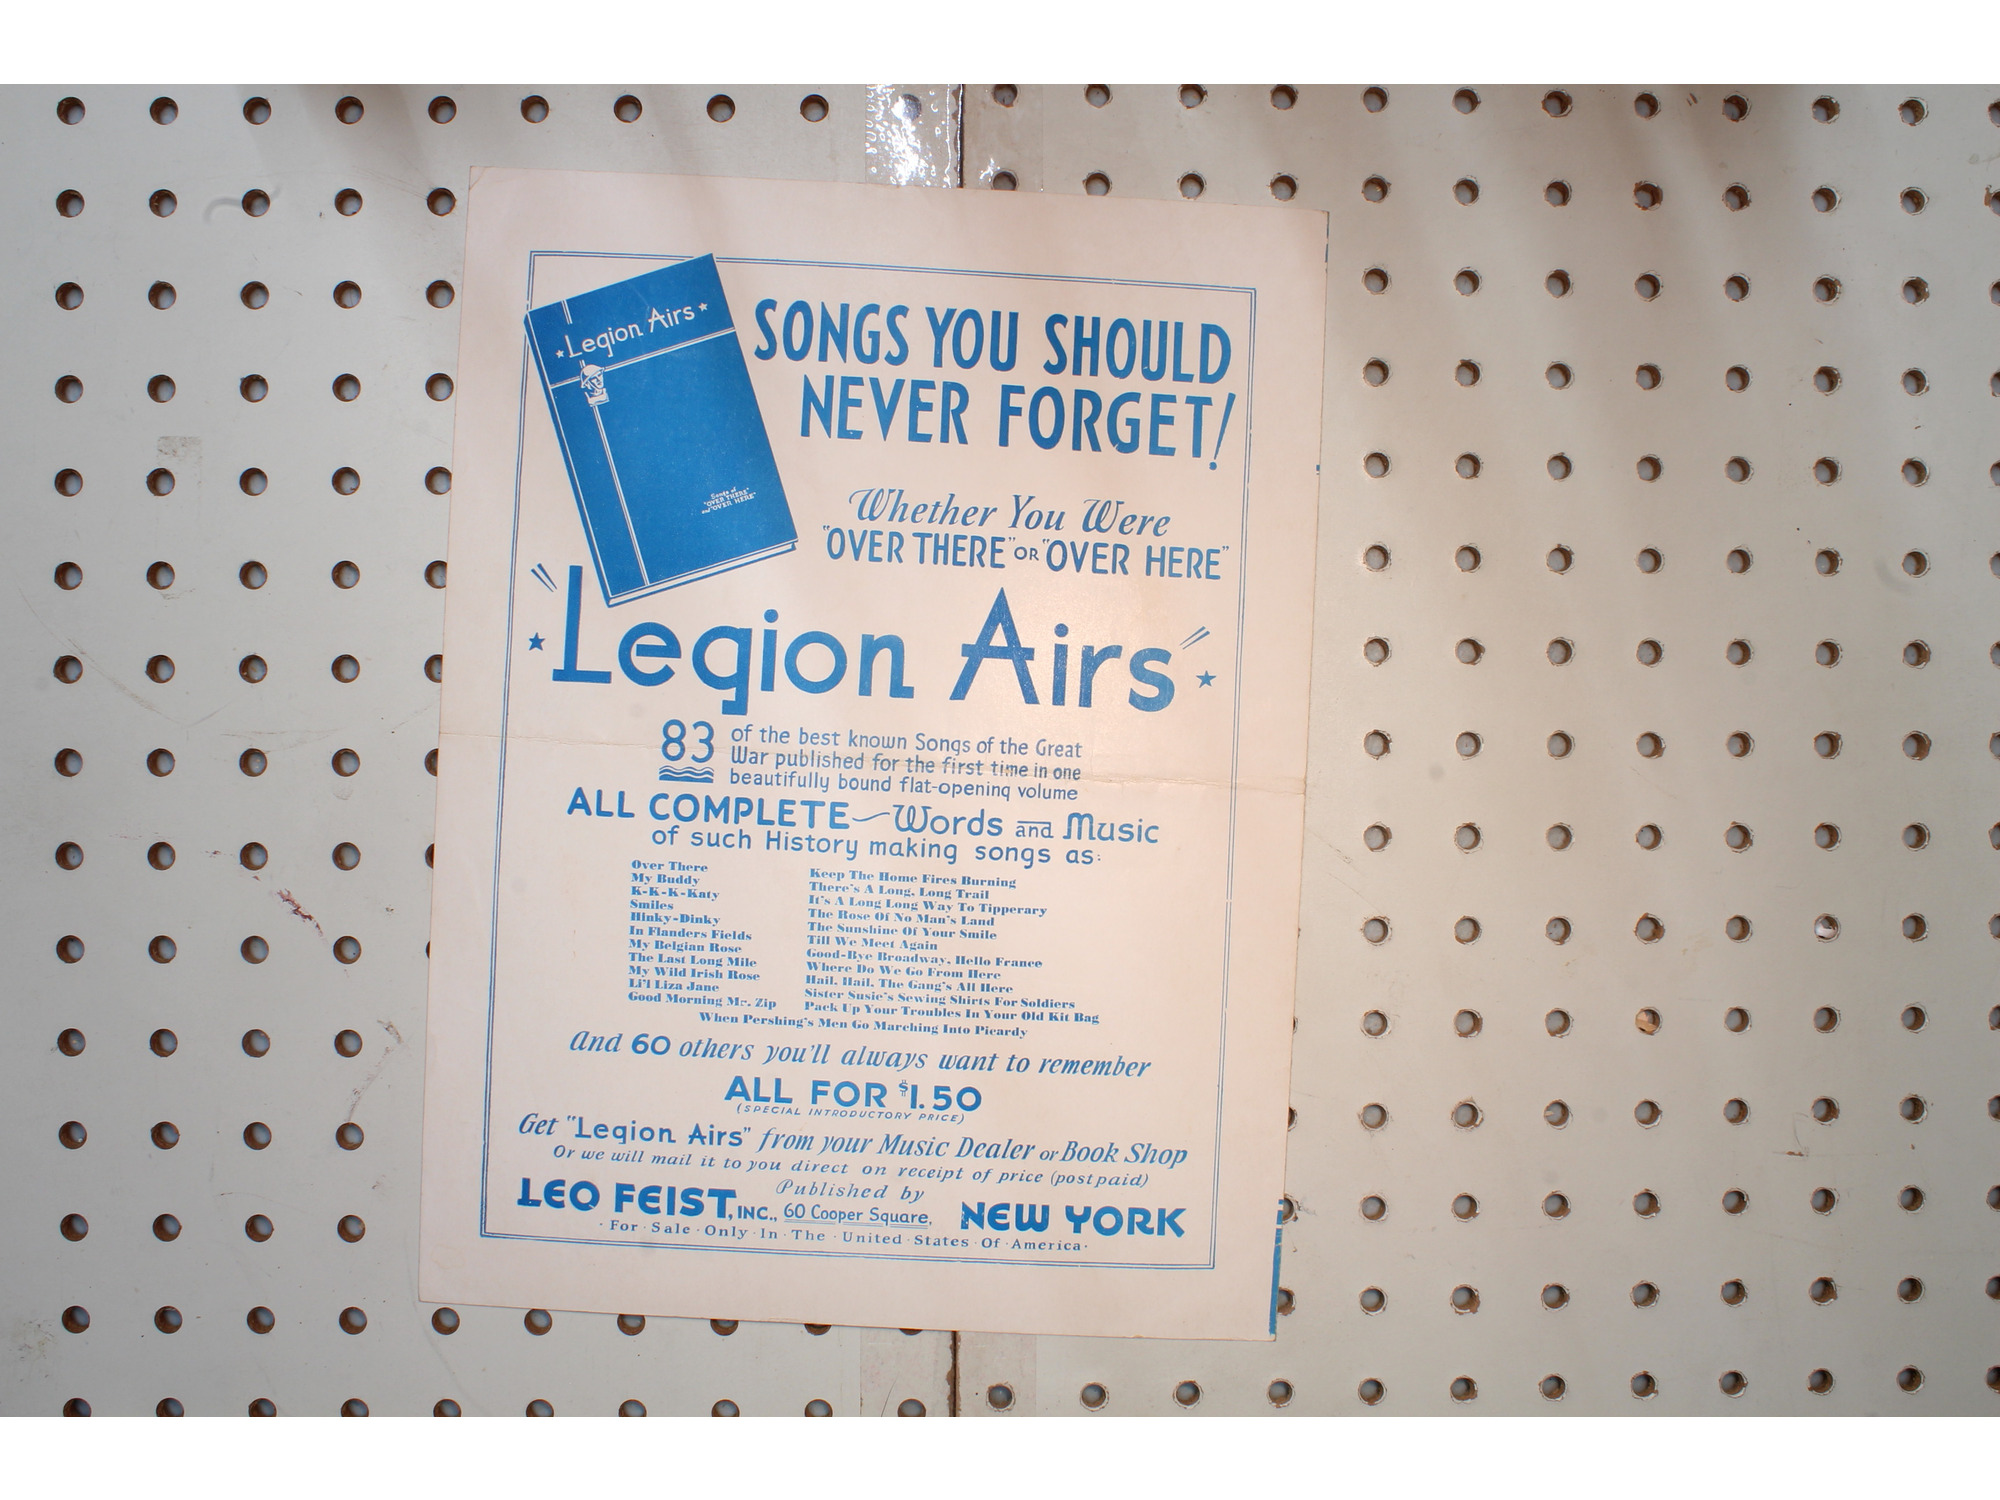 ★ Legion Airs ★
Songs of
"OVER THERE"
and "OVER HERE"
SONGS YOU SHOULD
NEVER FORGET!
Whether You Were
"OVER THERE" OR "OVER HERE"
★ "Legion Airs" ★
83 of the best known Songs of the Great
War published for the first time in one
beautifully bound flat-opening volume
ALL COMPLETE — Words and Music
of such History making songs as:
Over There
My Buddy
K-K-K-Katy
Smiles
Hinky-Dinky
In Flanders Fields
My Belgian Rose
The Last Long Mile
My Wild Irish Rose
Li'l Liza Jane
Good Morning Mr. Zip
Keep The Home Fires Burning
There's A Long, Long Trail
It's A Long Long Way To Tipperary
The Rose Of No Man's Land
The Sunshine Of Your Smile
Till We Meet Again
Good-Bye Broadway, Hello France
Where Do We Go From Here
Hail, Hail, The Gang's All Here
Sister Susie's Sewing Shirts For Soldiers
Pack Up Your Troubles In Your Old Kit Bag
When Pershing's Men Go Marching Into Picardy
And 60 others you'll always want to remember
ALL FOR $1.50
(SPECIAL INTRODUCTORY PRICE)
Get "Legion Airs" from your Music Dealer or Book Shop
Or we will mail it to you direct on receipt of price (postpaid)
Published by
LEO FEIST, INC., 60 Cooper Square, NEW YORK
· For · Sale · Only · In · The · United · States · Of · America ·